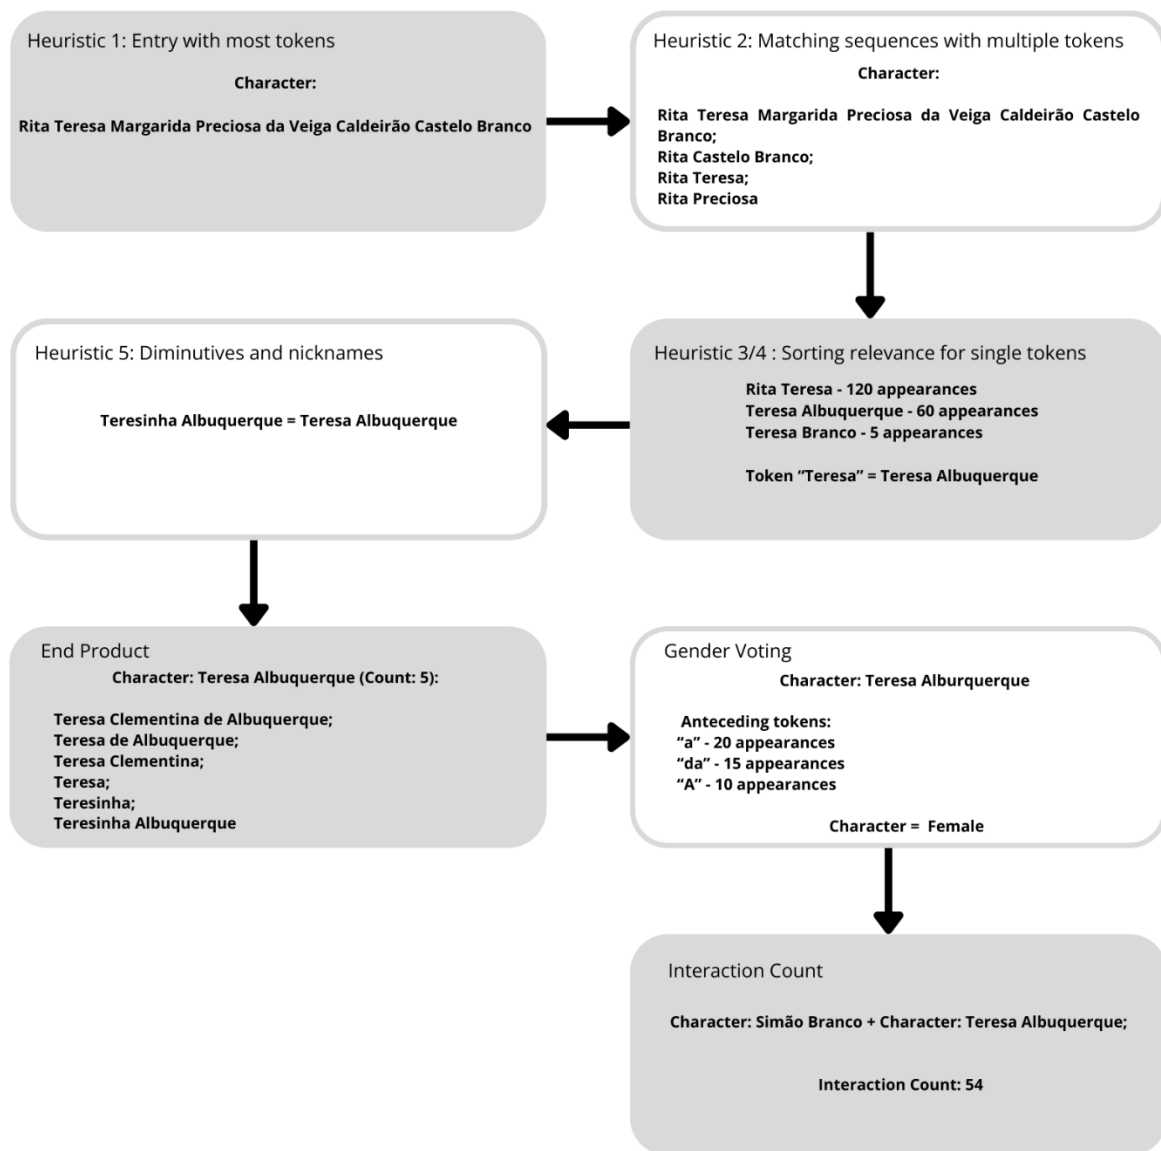 Heuristic 1: Entry with most tokens
Character:
Rita Teresa Margarida Preciosa da Veiga Caldeirão Castelo Branco
Heuristic 2: Matching sequences with multiple tokens
Character:
Rita Teresa Margarida Preciosa da Veiga Caldeirão Castelo
Branco;
Rita Castelo Branco;
Rita Teresa;
Rita Preciosa
Heuristic 3/4 : Sorting relevance for single tokens
Rita Teresa - 120 appearances
Teresa Albuquerque - 60 appearances
Teresa Branco - 5 appearances
Token “Teresa” = Teresa Albuquerque
Heuristic 5: Diminutives and nicknames
Teresinha Albuquerque = Teresa Albuquerque
End Product
Character: Teresa Albuquerque (Count: 5):
Teresa Clementina de Albuquerque;
Teresa de Albuquerque;
Teresa Clementina;
Teresa;
Teresinha;
Teresinha Albuquerque
Gender Voting
Character: Teresa Alburquerque
Anteceding tokens:
“a” - 20 appearances
“da” - 15 appearances
“A” - 10 appearances
Character = Female
Interaction Count
Character: Simão Branco + Character: Teresa Albuquerque;
Interaction Count: 54